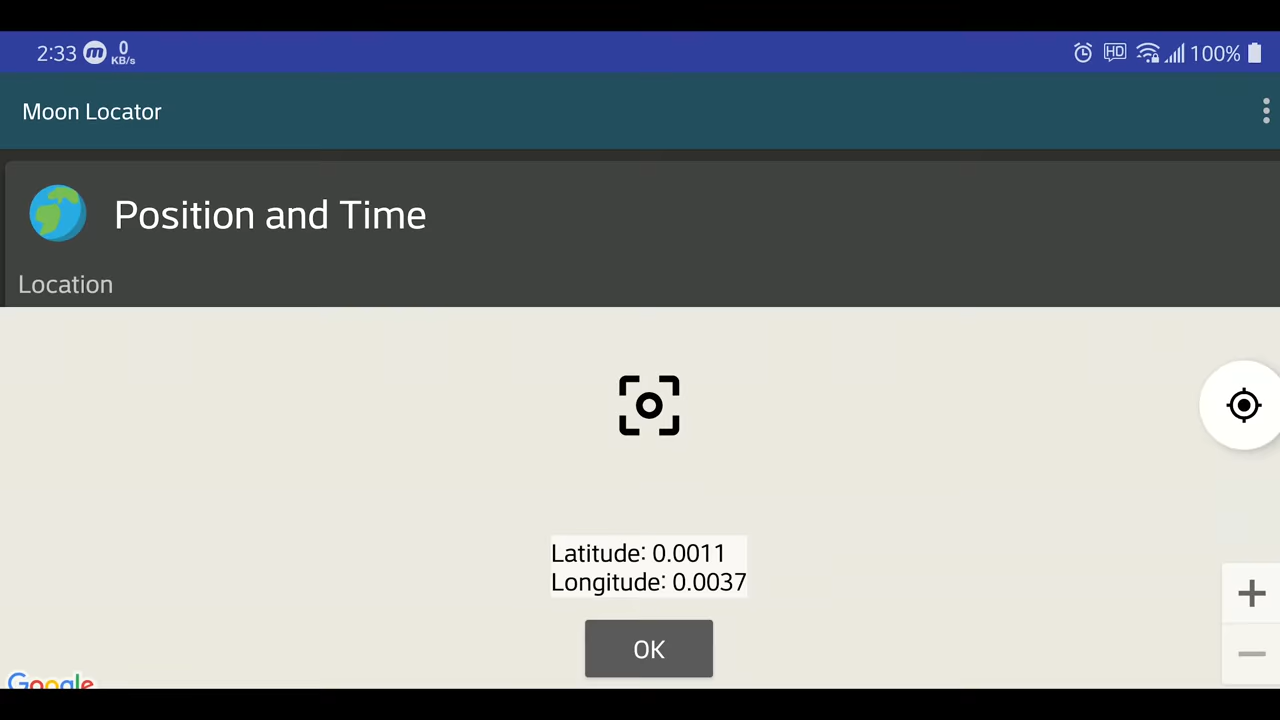 2:33 m 0 KB/s HD 100%
Moon Locator
Position and Time
Location
Latitude: 0.0011
Longitude: 0.0037
OK
Google